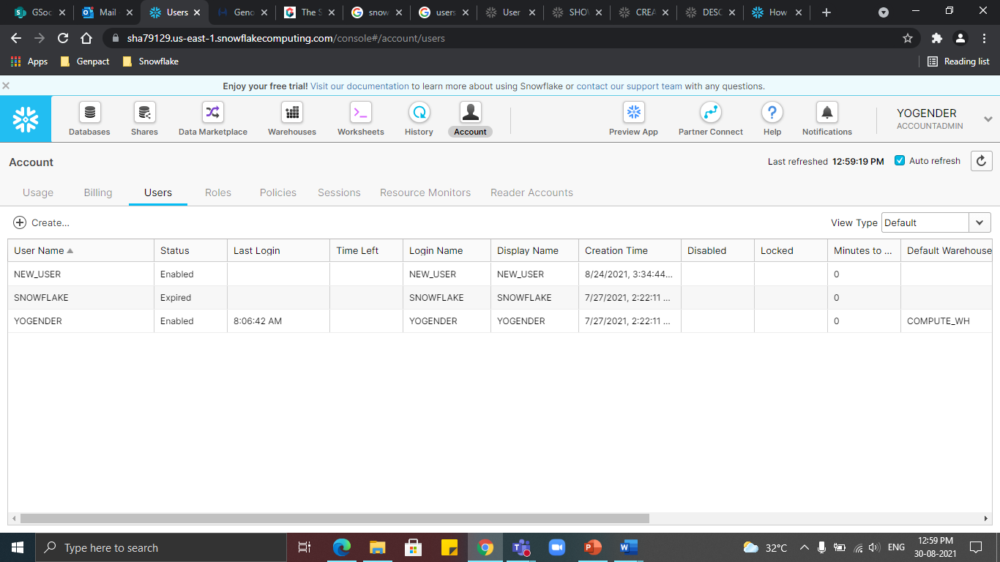 GSoc
Mail
Users
Geno
The S
snow
users
User
SHO
CREA
DESC
How
sha79129.us-east-1.snowflakecomputing.com/console#/account/users
Apps
Genpact
Snowflake
Reading list
Enjoy your free trial! Visit our documentation to learn more about using Snowflake or contact our support team with any questions.
Databases
Shares
Data Marketplace
Warehouses
Worksheets
History
Account
Preview App
Partner Connect
Help
Notifications
YOGENDER
ACCOUNTADMIN
Account
Last refreshed 12:59:19 PM
Auto refresh
Usage
Billing
Users
Roles
Policies
Sessions
Resource Monitors
Reader Accounts
Create...
View Type Default
User Name Status Last Login Time Left Login Name Display Name Creation Time Disabled Locked Minutes to ... Default Warehouse
NEW_USER Enabled NEW_USER NEW_USER 8/24/2021, 3:34:44... 0
SNOWFLAKE Expired SNOWFLAKE SNOWFLAKE 7/27/2021, 2:22:11 ... 0
YOGENDER Enabled 8:06:42 AM YOGENDER YOGENDER 7/27/2021, 2:22:11 ... 0 COMPUTE_WH
Type here to search
32°C
ENG
12:59 PM
30-08-2021